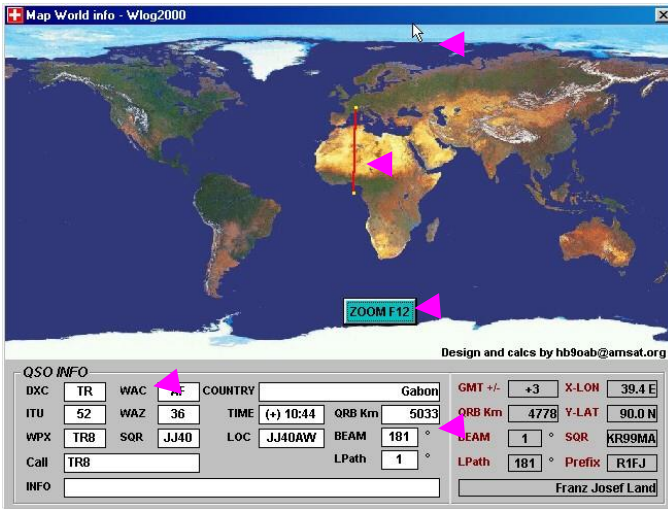 Map World info - Wlog2000
ZOOM F12
Design and calcs by hb9oab@amsat.org
QSO INFO
DXC TR WAC AF COUNTRY Gabon
ITU 52 WAZ 36 TIME (+) 10:44 QRB Km 5033
WPX TR8 SQR JJ40 LOC JJ40AW BEAM 181 °
Call TR8 LPath 1 °
INFO
GMT +/- +3 X-LON 39.4 E
QRB Km 4778 Y-LAT 90.0 N
BEAM 1 ° SQR KR99MA
LPath 181 ° Prefix R1FJ
Franz Josef Land